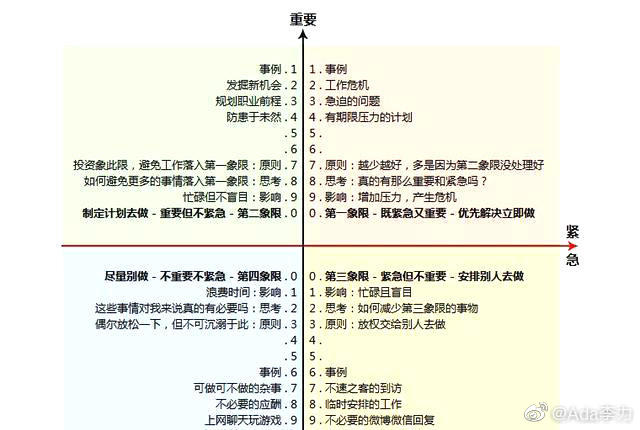 重要
事例 . 1
发掘新机会 . 2
规划职业前程 . 3
防患于未然 . 4
. 5
. 6
投资象此限，避免工作落入第一象限：原则 . 7
如何避免更多的事情落入第一象限：思考 . 8
忙碌但不盲目：影响 . 9
制定计划去做 - 重要但不紧急 - 第二象限 . 0
1 . 事例
2 . 工作危机
3 . 急迫的问题
4 . 有期限压力的计划
5 .
6 .
7 . 原则：越少越好，多是因为第二象限没处理好
8 . 思考：真的有那么重要和紧急吗？
9 . 影响：增加压力，产生危机
0 . 第一象限 - 既紧急又重要 - 优先解决立即做
紧
急
尽量别做 - 不重要不紧急 - 第四象限 . 0
浪费时间：影响 . 1
这些事情对我来说真的有必要吗：思考 . 2
偶尔放松一下，但不可沉溺于此：原则 . 3
. 4
. 5
事例 . 6
可做可不做的杂事 . 7
不必要的应酬 . 8
上网聊天玩游戏 . 9
0 . 第三象限 - 紧急但不重要 - 安排别人去做
1 . 影响：忙碌且盲目
2 . 思考：如何减少第三象限的事物
3 . 原则：放权交给别人去做
4 .
5 .
6 . 事例
7 . 不速之客的到访
8 . 临时安排的工作
9 . 不必要的微博微信回复
@Ada李力